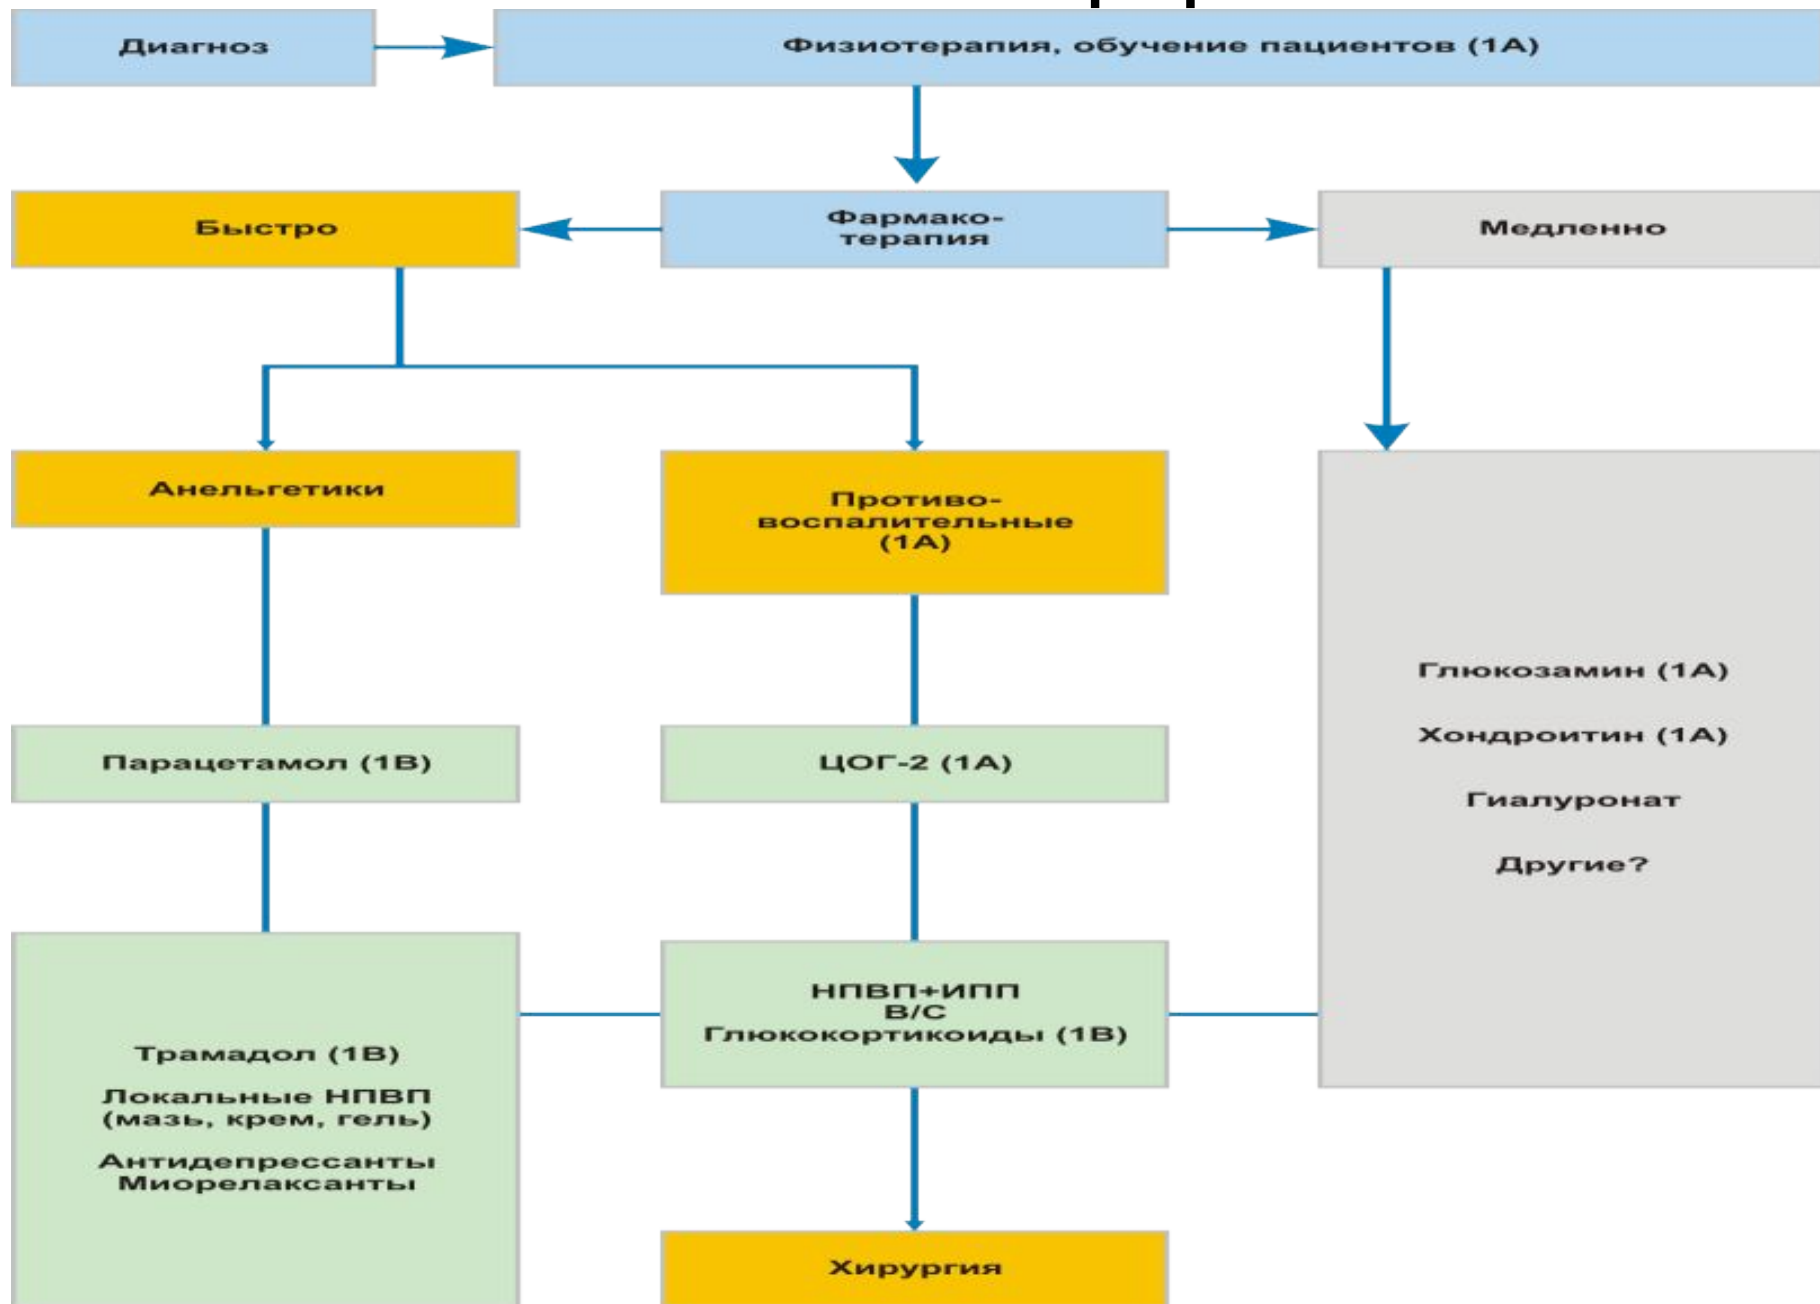 Диагноз
Физиотерапия, обучение пациентов (1А)
Быстро
Фармако-
терапия
Медленно
Анельгетики
Противо-
воспалительные
(1А)
Глюкозамин (1А)
Хондроитин (1А)
Гиалуронат
Другие?
Парацетамол (1В)
ЦОГ-2 (1А)
НПВП+ИПП
В/С
Глюкокортикоиды (1В)
Трамадол (1В)
Локальные НПВП
(мазь, крем, гель)
Антидепрессанты
Миорелаксанты
Хирургия